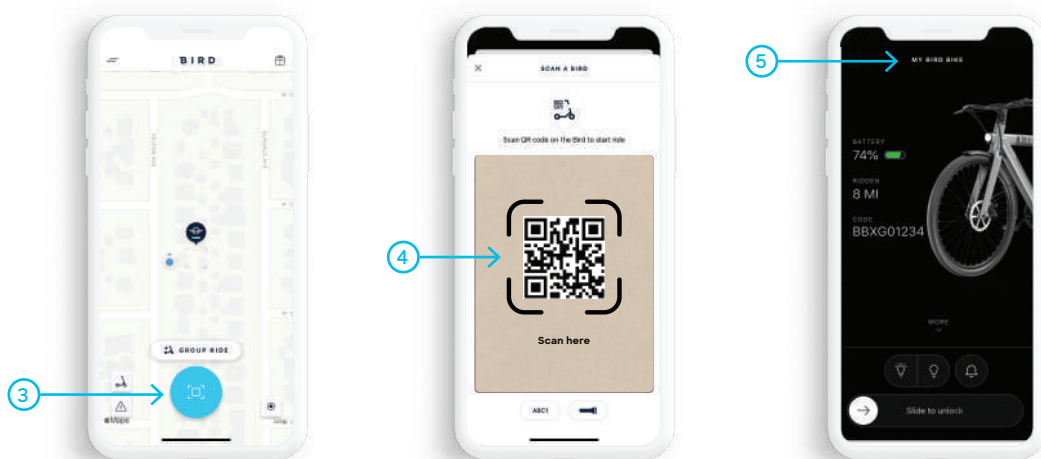 BIRD
GROUP RIDE
Maps
3
SCAN A BIRD
Scan QR code on the Bird to start ride
4
Scan here
ABC1
5
MY BIRD BIKE
BATTERY
74%
RIDDEN
8 MI
CODE
BBXG01234
MORE
Slide to unlock